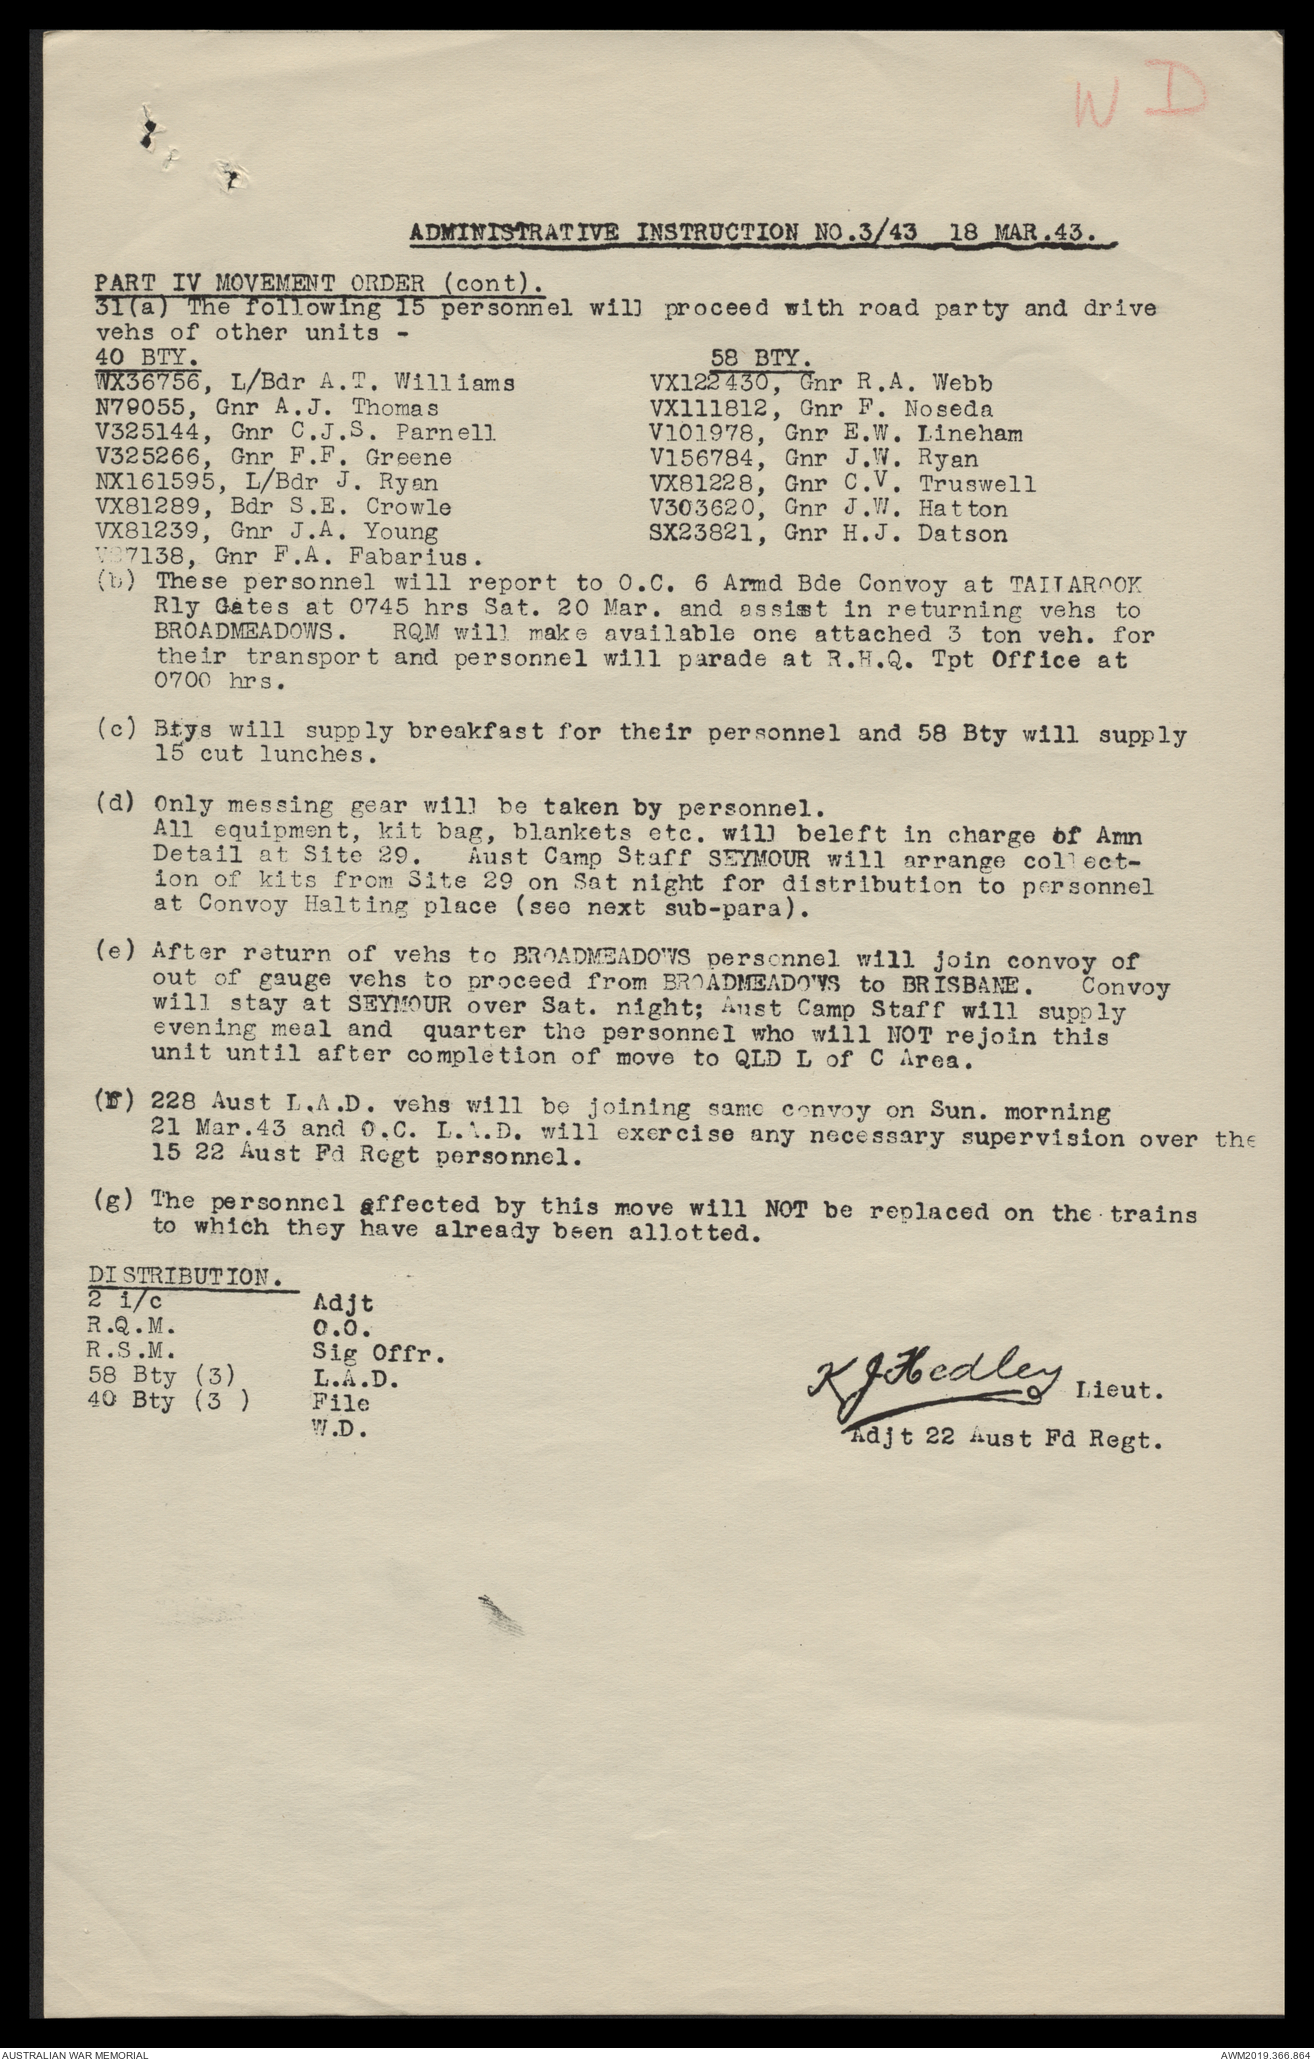 W D
ADMINISTRATIVE INSTRUCTION NO.3/43 18 MAR.43.
PART IV MOVEMENT ORDER (cont).
31(a) The following 15 personnel will proceed with road party and drive
vehs of other units -
40 BTY. 58 BTY.
WX36756, L/Bdr A.T. Williams VX122430, Gnr R.A. Webb
N79055, Gnr A.J. Thomas VX111812, Gnr F. Noseda
V325144, Gnr C.J.S. Parnell V101978, Gnr E.W. Lineham
V325266, Gnr F.F. Greene V156784, Gnr J.W. Ryan
NX161595, L/Bdr J. Ryan VX81228, Gnr C.V. Truswell
VX81289, Bdr S.E. Crowle V303620, Gnr J.W. Hatton
VX81239, Gnr J.A. Young SX23821, Gnr H.J. Datson
Gnr F.A. Fabarius.
(b) These personnel will report to O.C. 6 Armd Bde Convoy at TALLAROOK
Rly Gates at 0745 hrs Sat. 20 Mar. and assist in returning vehs to
BROADMEADOWS. RQM will make available one attached 3 ton veh. for
their transport and personnel will parade at R.H.Q. Tpt Office at
0700 hrs.
(c) Btys will supply breakfast for their personnel and 58 Bty will supply
15 cut lunches.
(d) Only messing gear will be taken by personnel.
All equipment, kit bag, blankets etc. will beleft in charge of Amn
Detail at Site 29. Aust Camp Staff SEYMOUR will arrange collect-
ion of kits from Site 29 on Sat night for distribution to personnel
at Convoy Halting place (see next sub-para).
(e) After return of vehs to BROADMEADOWS personnel will join convoy of
out of gauge vehs to proceed from BROADMEADOWS to BRISBANE. Convoy
will stay at SEYMOUR over Sat. night; Aust Camp Staff will supply
evening meal and quarter the personnel who will NOT rejoin this
unit until after completion of move to QLD L of C Area.
(f) 228 Aust L.A.D. vehs will be joining same convoy on Sun. morning
21 Mar.43 and O.C. L.A.D. will exercise any necessary supervision over the
15 22 Aust Fd Regt personnel.
(g) The personnel affected by this move will NOT be replaced on the trains
to which they have already been allotted.
DISTRIBUTION.
2 i/c Adjt
R.Q.M. O.O.
R.S.M. Sig Offr.
58 Bty (3) L.A.D.
40 Bty (3 ) File
W.D.
K J Hedley Lieut.
Adjt 22 Aust Fd Regt.
AUSTRALIAN WAR MEMORIAL AWM2019.366.864